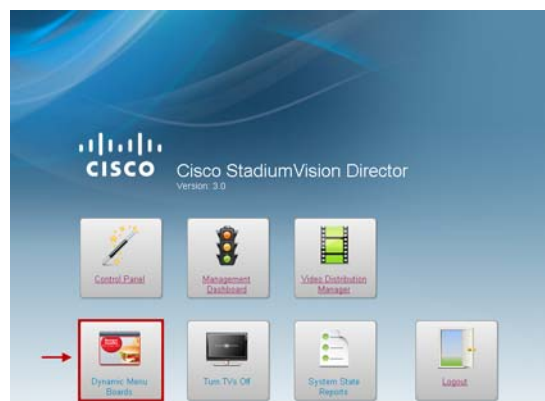 CISCO
Cisco StadiumVision Director
Version: 3.0
Control Panel
Management
Dashboard
Video Distribution
Manager
Dynamic Menu
Boards
Turn TVs Off
System State
Reports
Logout